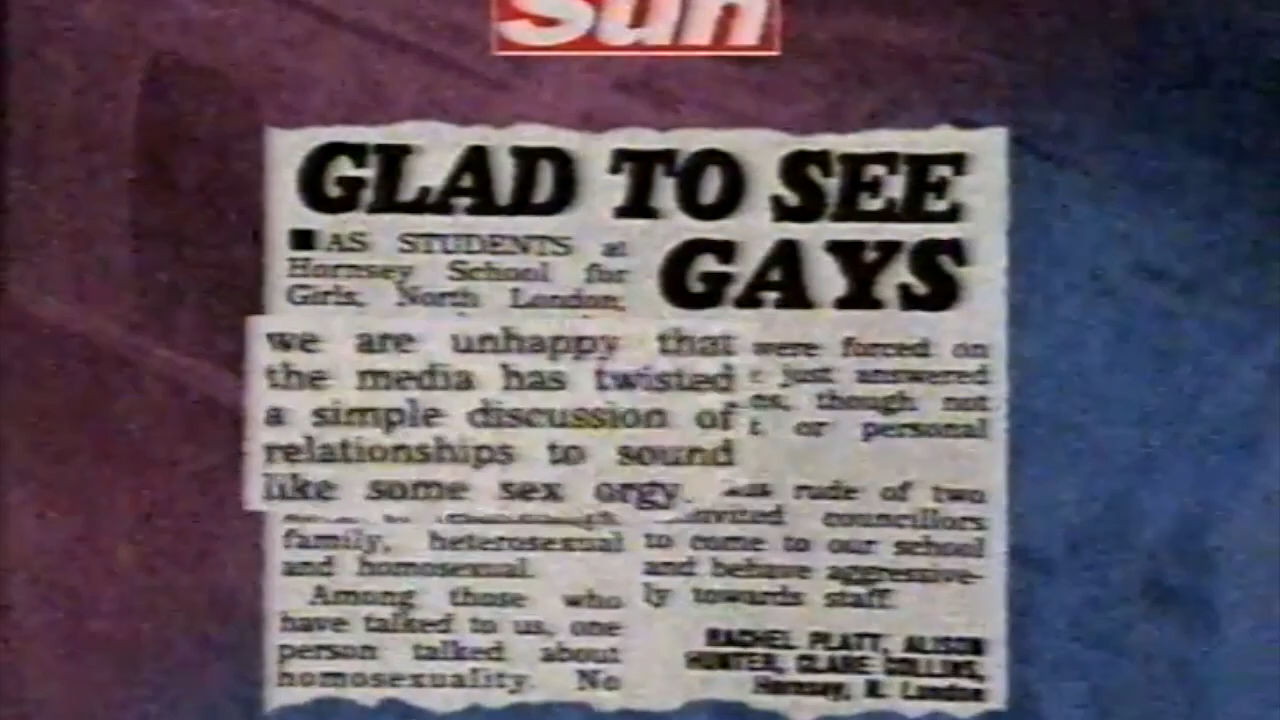 Sun
GLAD TO SEE
GAYS
AS STUDENTS at
Hornsey School for
Girls, North London,
we are unhappy that
the media has twisted
a simple discussion of
relationships to sound
like some sex orgy.
family, heterosexual
and homosexual.
Among those who
have talked to us, one
person talked about
homosexuality. No
were forced on
just answered
though not
or personal
rude of two
councillors
to come to our school
and behave aggressive-
ly towards staff.
RACHEL PLATT, ALISON
HUNTER, CLARE COLLINS,
Hornsey, N. London